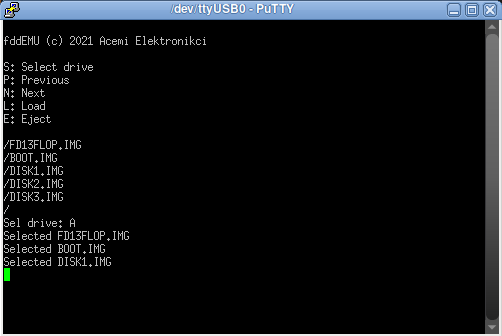 /dev/ttyUSB0 - PuTTY
fddEMU (c) 2021 Acemi Elektronikci
S: Select drive
P: Previous
N: Next
L: Load
E: Eject
/FD13FLOP.IMG
/BOOT.IMG
/DISK1.IMG
/DISK2.IMG
/DISK3.IMG
/
Sel drive: A
Selected FD13FLOP.IMG
Selected BOOT.IMG
Selected DISK1.IMG